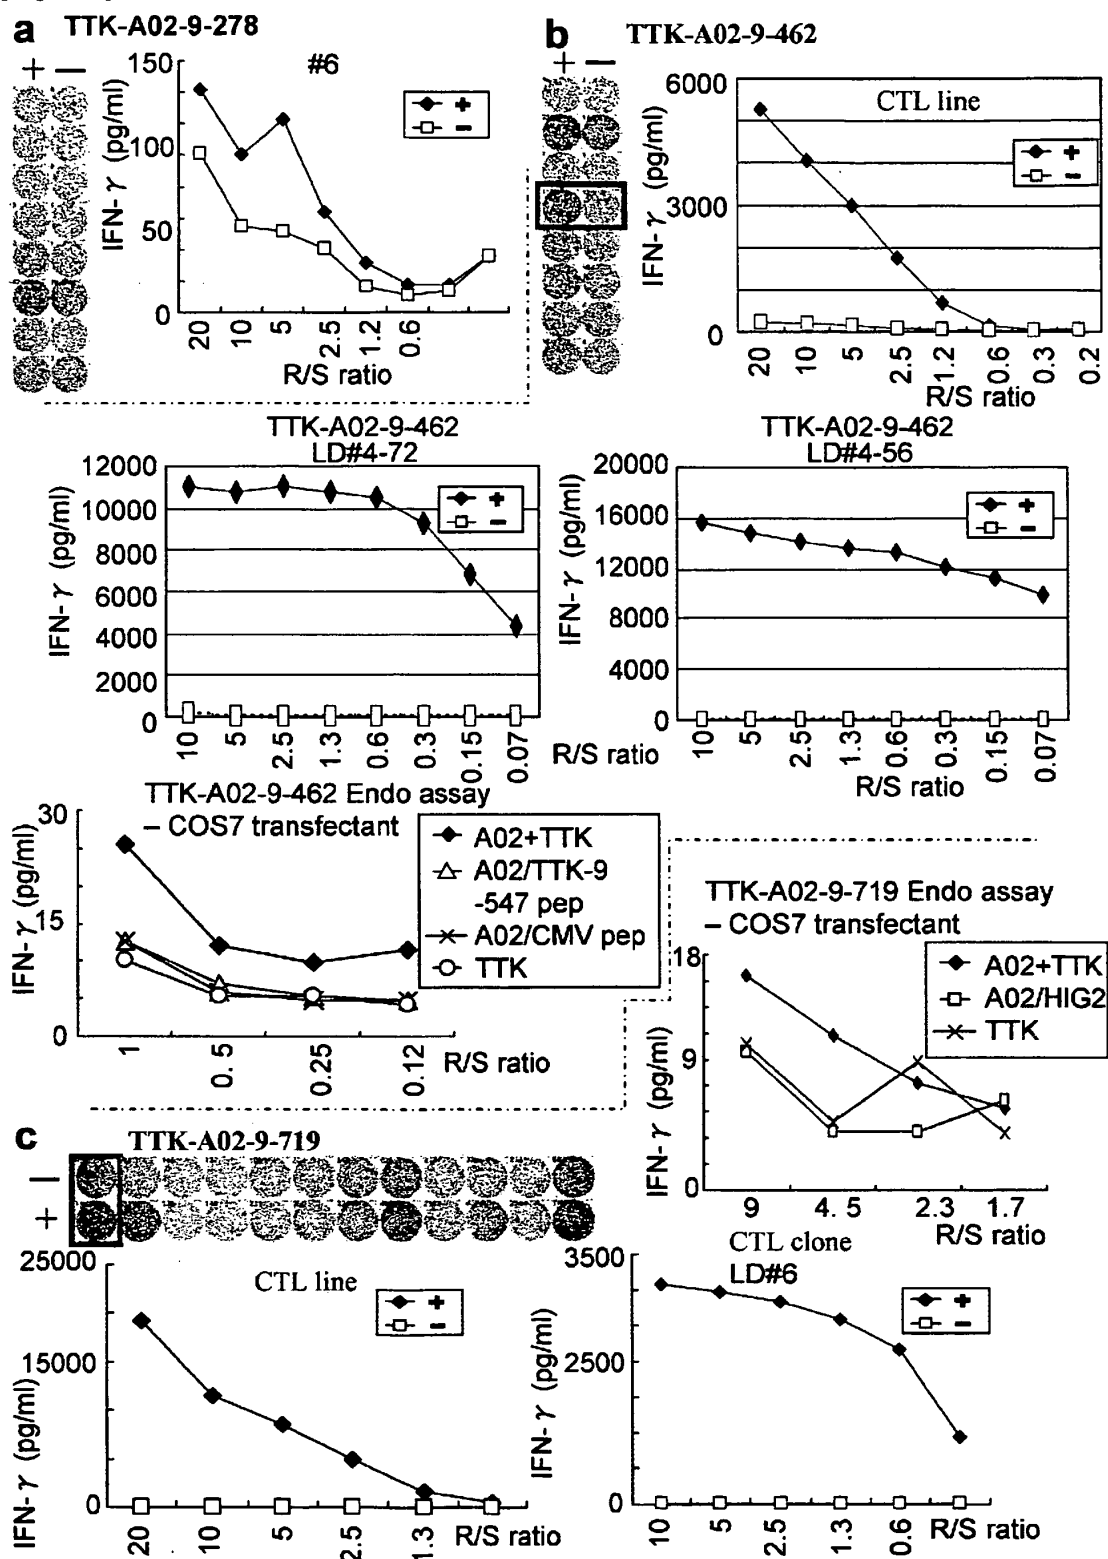 a TTK-A02-9-278
+ −
#6
IFN-γ (pg/ml)
150
100
50
0
+
−
20 10 5 2.5 1.2 0.6
R/S ratio
b TTK-A02-9-462
+ −
CTL line
IFN-γ (pg/ml)
6000
3000
0
+
−
20 10 5 2.5 1.2 0.6 0.3 0.2
R/S ratio
TTK-A02-9-462
LD#4-72
IFN-γ (pg/ml)
12000
10000
8000
6000
4000
2000
0
+
−
10 5 2.5 1.3 0.6 0.3 0.15 0.07
R/S ratio
TTK-A02-9-462
LD#4-56
IFN-γ (pg/ml)
20000
16000
12000
8000
4000
0
+
−
10 5 2.5 1.3 0.6 0.3 0.15 0.07
R/S ratio
TTK-A02-9-462 Endo assay
– COS7 transfectant
IFN-γ (pg/ml)
30
15
0
A02+TTK
A02/TTK-9
-547 pep
A02/CMV pep
TTK
1 0.5 0.25 0.12
R/S ratio
TTK-A02-9-719 Endo assay
– COS7 transfectant
IFN-γ (pg/ml)
18
9
0
A02+TTK
A02/HIG2
TTK
9 4.5 2.3 1.7
R/S ratio
c TTK-A02-9-719
−
+
CTL line
IFN-γ (pg/ml)
25000
15000
0
+
−
20 10 5 2.5 1.3
R/S ratio
CTL clone
LD#6
IFN-γ (pg/ml)
3500
2500
0
+
−
10 5 2.5 1.3 0.6
R/S ratio